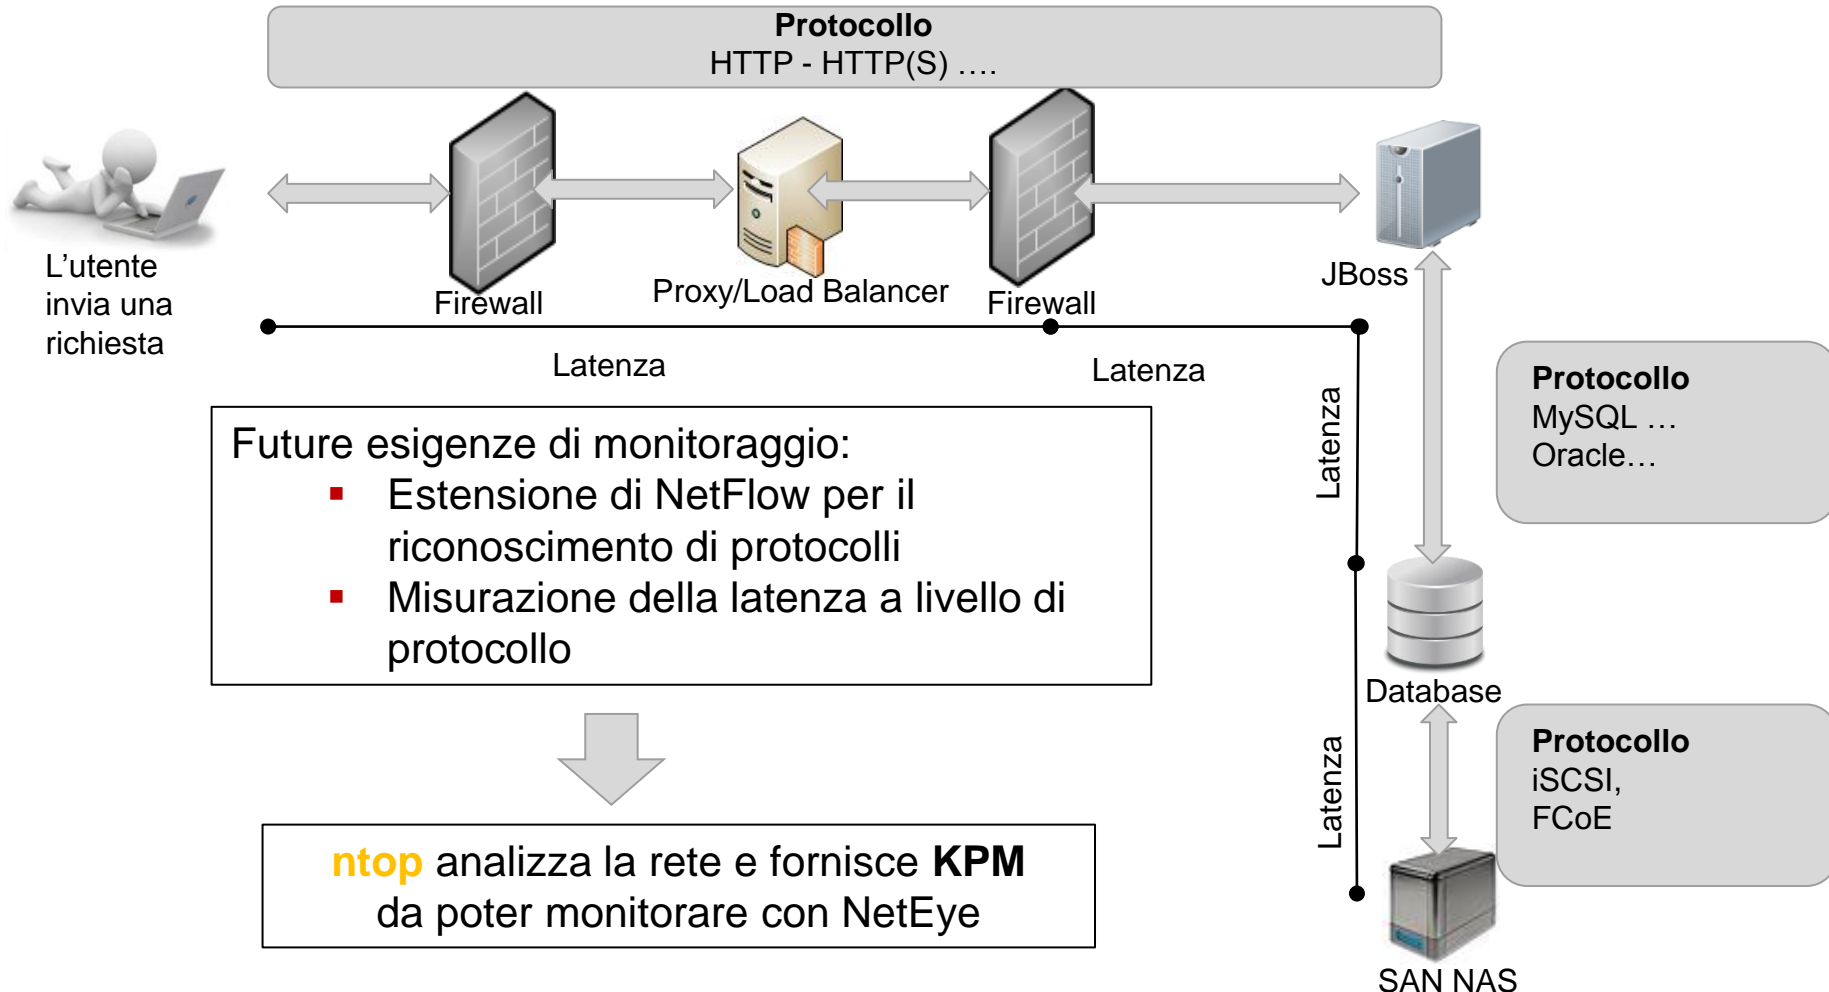 Protocollo
HTTP - HTTP(S) ….
L’utente
invia una
richiesta
Firewall
Proxy/Load Balancer
Firewall
JBoss
Latenza
Latenza
Latenza
Protocollo
MySQL …
Oracle…
Future esigenze di monitoraggio:
▪ Estensione di NetFlow per il
riconoscimento di protocolli
▪ Misurazione della latenza a livello di
protocollo
Database
Latenza
Protocollo
iSCSI,
FCoE
ntop analizza la rete e fornisce KPM
da poter monitorare con NetEye
SAN NAS